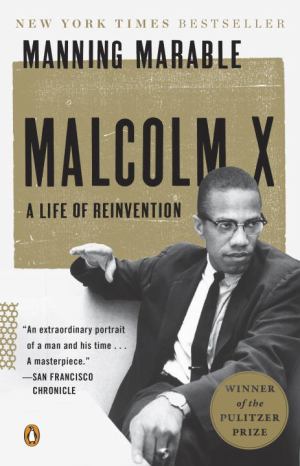 NEW YORK TIMES BESTSELLER
MANNING MARABLE
MALCOLM X
A LIFE OF REINVENTION
"An extraordinary portrait
of a man and his time . . .
A masterpiece."
—SAN FRANCISCO
CHRONICLE
WINNER
of the
PULITZER
PRIZE